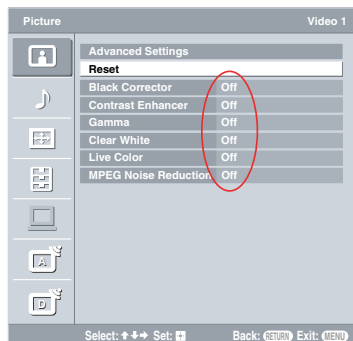 Picture Video 1
Advanced Settings
Reset
Black Corrector Off
Contrast Enhancer Off
Gamma Off
Clear White Off
Live Color Off
MPEG Noise Reduction Off
A
D
Select: Set: Back: RETURN Exit: MENU